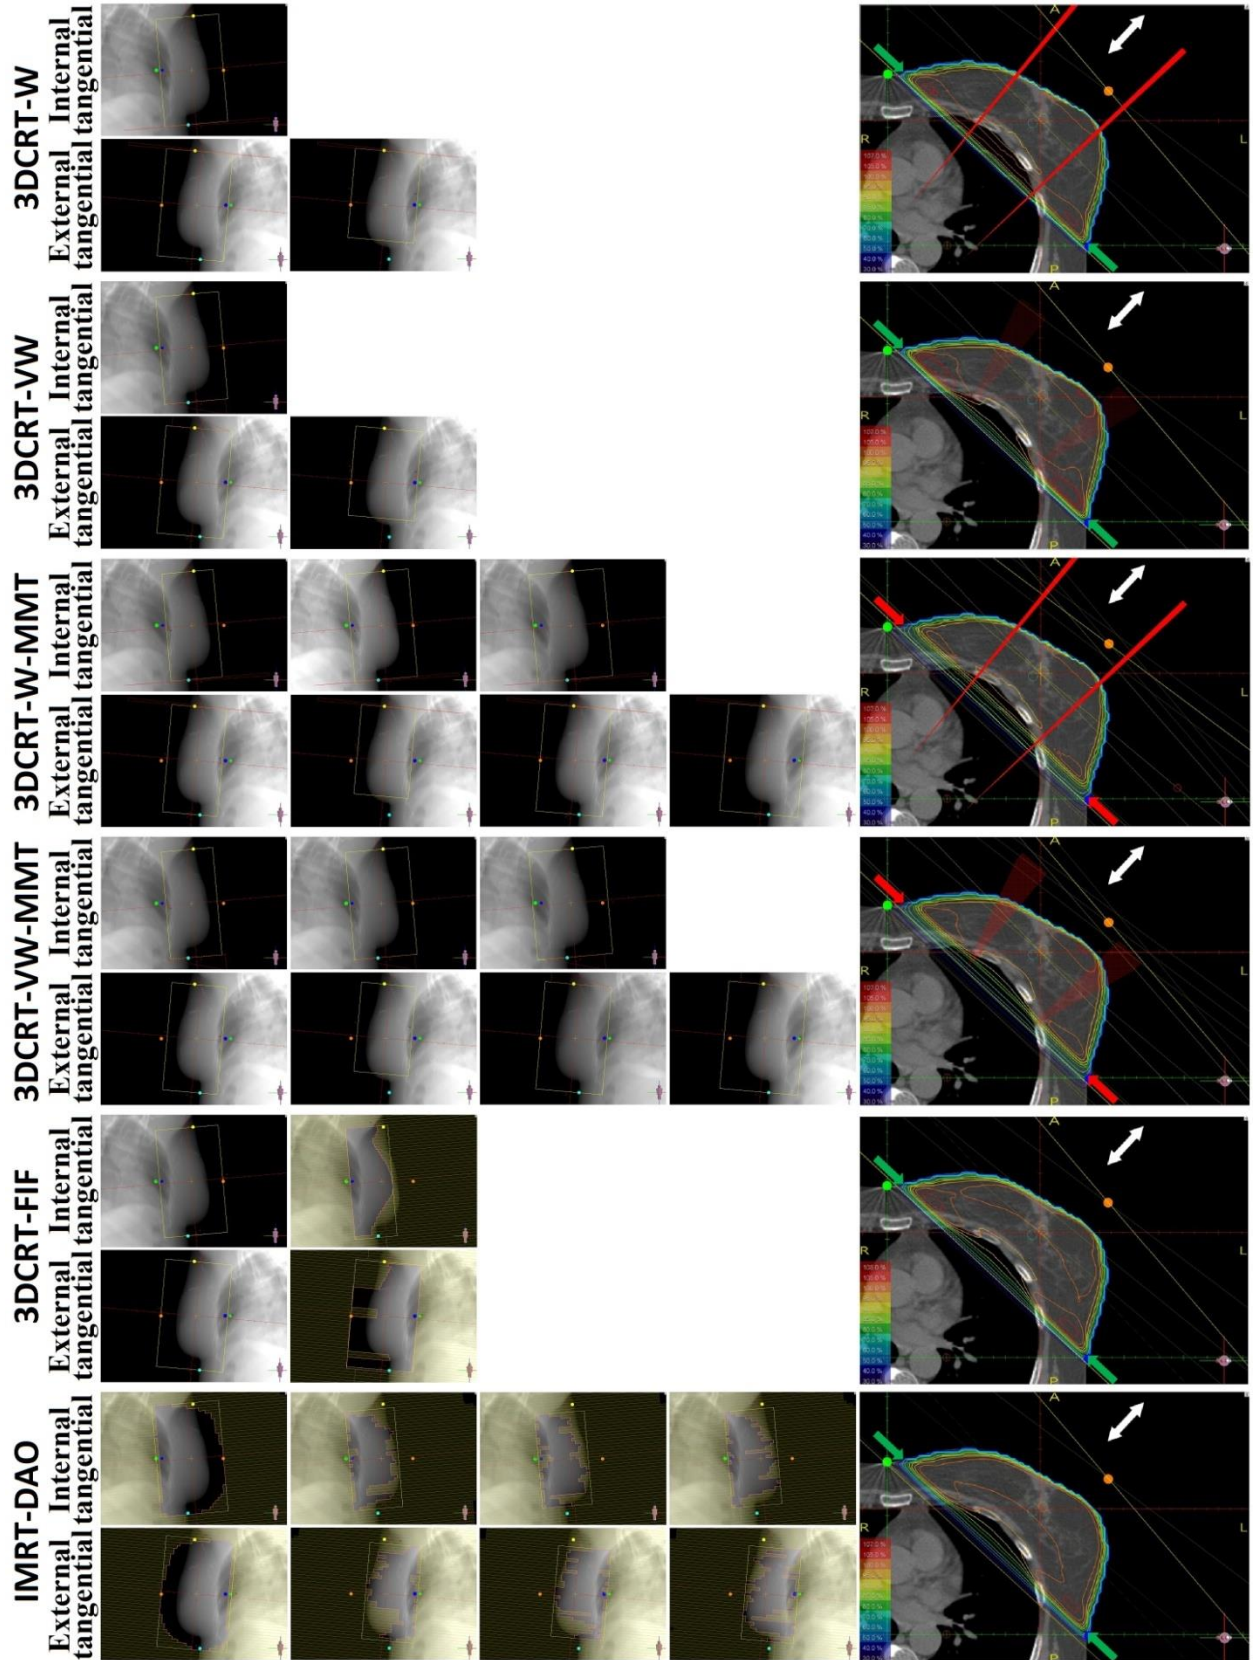 3DCRT-W
Internal
tangential
External
tangential
A
R
L
P
3DCRT-VW
Internal
tangential
External
tangential
A
R
L
P
3DCRT-W-MMT
Internal
tangential
External
tangential
A
R
L
P
3DCRT-VW-MMT
Internal
tangential
External
tangential
A
R
L
P
3DCRT-FIF
Internal
tangential
External
tangential
A
R
L
P
IMRT-DAO
Internal
tangential
External
tangential
A
R
L
P